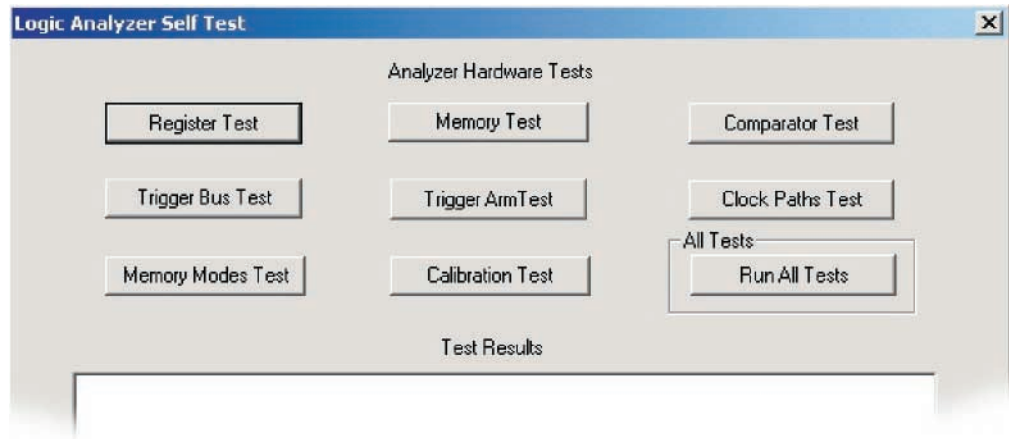 Logic Analyzer Self Test
Analyzer Hardware Tests
Register Test
Memory Test
Comparator Test
Trigger Bus Test
Trigger ArmTest
Clock Paths Test
All Tests
Memory Modes Test
Calibration Test
Run All Tests
Test Results